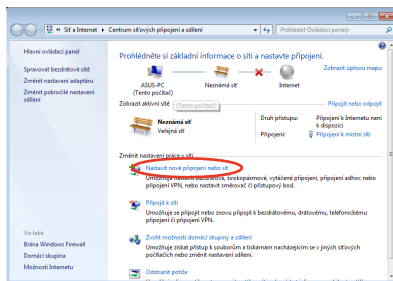 « Síť a Internet ▸ Centrum síťových připojení a sdílení
Prohledat Ovládací panely
Hlavní ovládací panel
Spravovat bezdrátové sítě
Změnit nastavení adaptéru
Změnit pokročilé nastavení
sdílení
Prohlédněte si základní informace o síti a nastavte připojení.
Zobrazit úplnou mapu
ASUS-PC
(Tento počítač)
Neznámá síť
Internet
Zobrazit aktivní sítě
(Tento počítač)
Připojit nebo odpojit
Neznámá síť
Veřejná síť
Druh přístupu:
Připojení k Internetu není
k dispozici
Připojení:
Připojení k místní síti
Změnit nastavení práce v síti
Nastavit nové připojení nebo síť
Umožňuje nastavit bezdrátové, širokopásmové, vytáčené připojení, připojení adhoc nebo
připojení VPN, nebo nastavit směrovač či přístupový bod.
Připojit k síti
Umožňuje se připojit nebo znovu připojit k bezdrátovému, drátovému, telefonickému
připojení či připojení VPN.
Zvolit možnosti domácí skupiny a sdílení
Umožňuje získat přístup k souborům a tiskárnám nacházejícím se v jiných síťových
počítačích nebo změnit nastavení sdílení.
Odstranit potíže
Viz také
Brána Windows Firewall
Domácí skupina
Možnosti Internetu